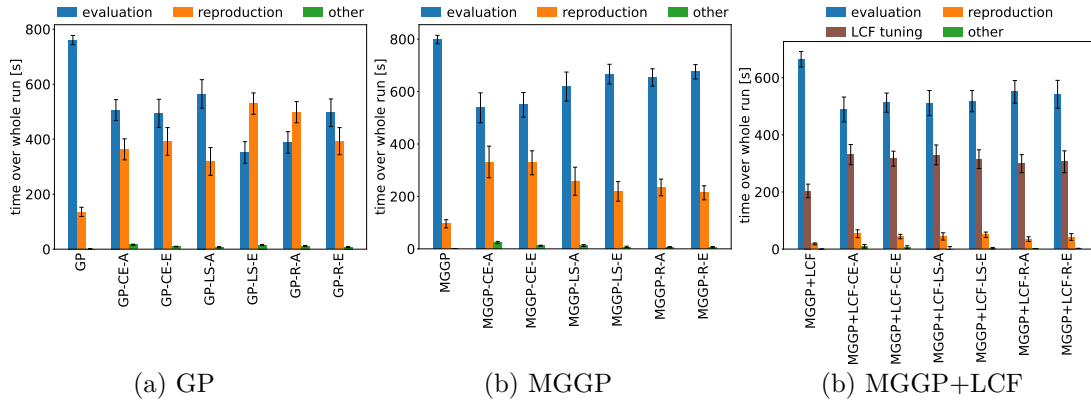 evaluation reproduction other
time over whole run [s]
800
600
400
200
0
GP
GP-CE-A
GP-CE-E
GP-LS-A
GP-LS-E
GP-R-A
GP-R-E
(a) GP
evaluation reproduction other
time over whole run [s]
800
600
400
200
0
MGGP
MGGP-CE-A
MGGP-CE-E
MGGP-LS-A
MGGP-LS-E
MGGP-R-A
MGGP-R-E
(b) MGGP
evaluation reproduction
LCF tuning other
time over whole run [s]
600
400
200
0
MGGP+LCF
MGGP+LCF-CE-A
MGGP+LCF-CE-E
MGGP+LCF-LS-A
MGGP+LCF-LS-E
MGGP+LCF-R-A
MGGP+LCF-R-E
(b) MGGP+LCF